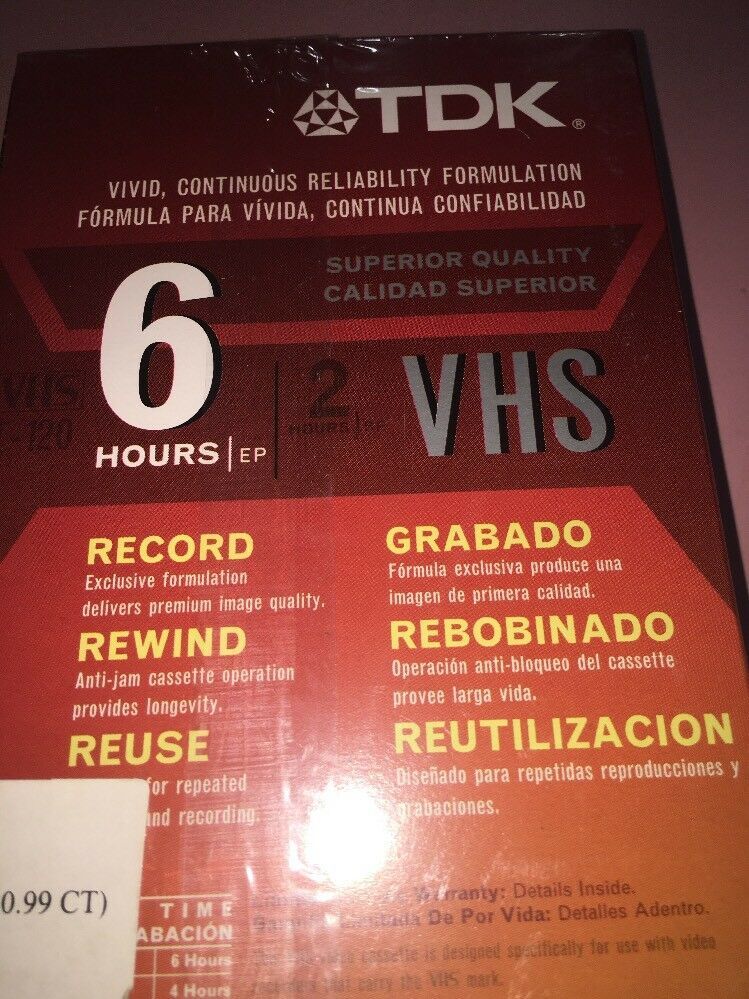 TDK®
VIVID, CONTINUOUS RELIABILITY FORMULATION
FÓRMULA PARA VÍVIDA, CONTINUA CONFIABILIDAD
SUPERIOR QUALITY
CALIDAD SUPERIOR
6
HOURS | EP
2
HOURS
VHS
-120
VHS
RECORD
Exclusive formulation
delivers premium image quality.
REWIND
Anti-jam cassette operation
provides longevity.
REUSE
for repeated
and recording.
GRABADO
Fórmula exclusiva produce una
imagen de primera calidad.
REBOBINADO
Operación anti-bloqueo del cassette
provee larga vida.
REUTILIZACION
Diseñado para repetidas reproducciones y
grabaciones.
0.99 CT)
TIME
ABACIÓN
6 Hours
4 Hours
Warranty: Details Inside.
De Por Vida: Detalles Adentro.
cassette is designed specifically for use with video
that carry the VHS mark.